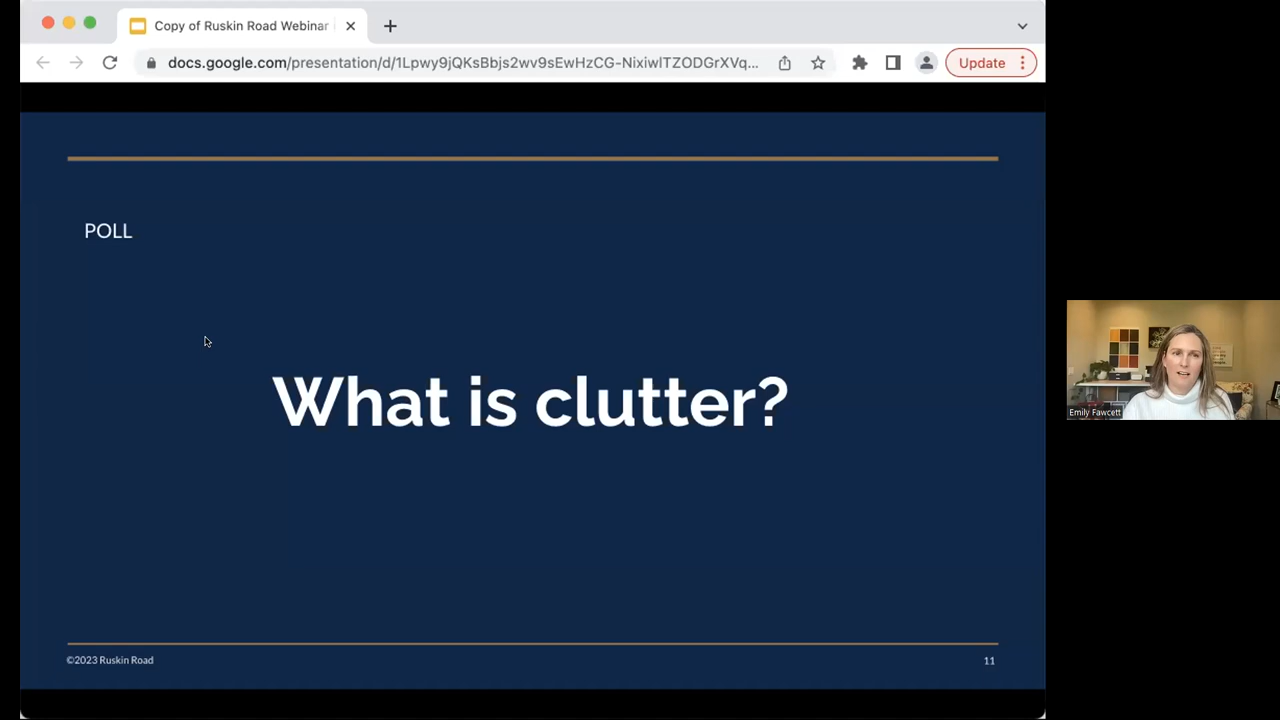 Copy of Ruskin Road Webinar
docs.google.com/presentation/d/1Lpwy9jQKsBbjs2wv9sEwHzCG-NixiwITZODGrXVq...
Update
POLL
What is clutter?
Emily Fawcett
©2023 Ruskin Road
11